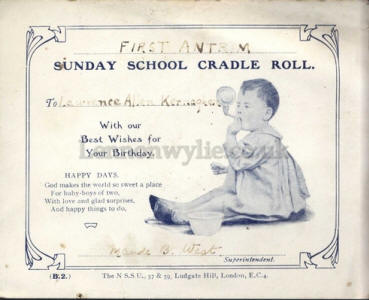 FIRST ANTRIM
SUNDAY SCHOOL CRADLE ROLL.
To Lawrence Allen
With our
Best Wishes for
Your Birthday.
HAPPY DAYS.
God makes the world so sweet a place
For baby-boys of two,
With love and glad surprises,
And happy things to do,
Maude B. West
Superintendent.
(B.2.)
The N S.S.U., 57 & 59, Ludgate Hill, London, E.C.4.